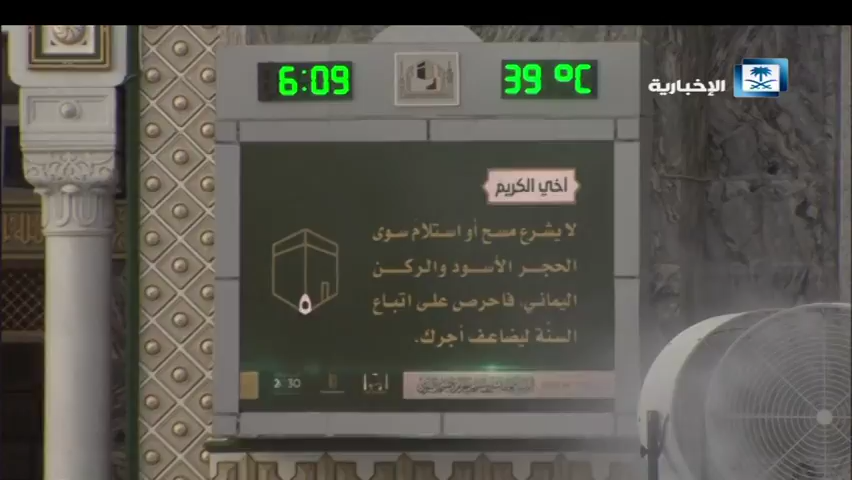 6:09
39 °C
الإخبارية
أخي الكريم
لا يشرع مسح أو استلام سوى
الحجر الأسود والركن
اليماني، فاحرص على اتباع
السنّة ليضاعف أجرك.
2030